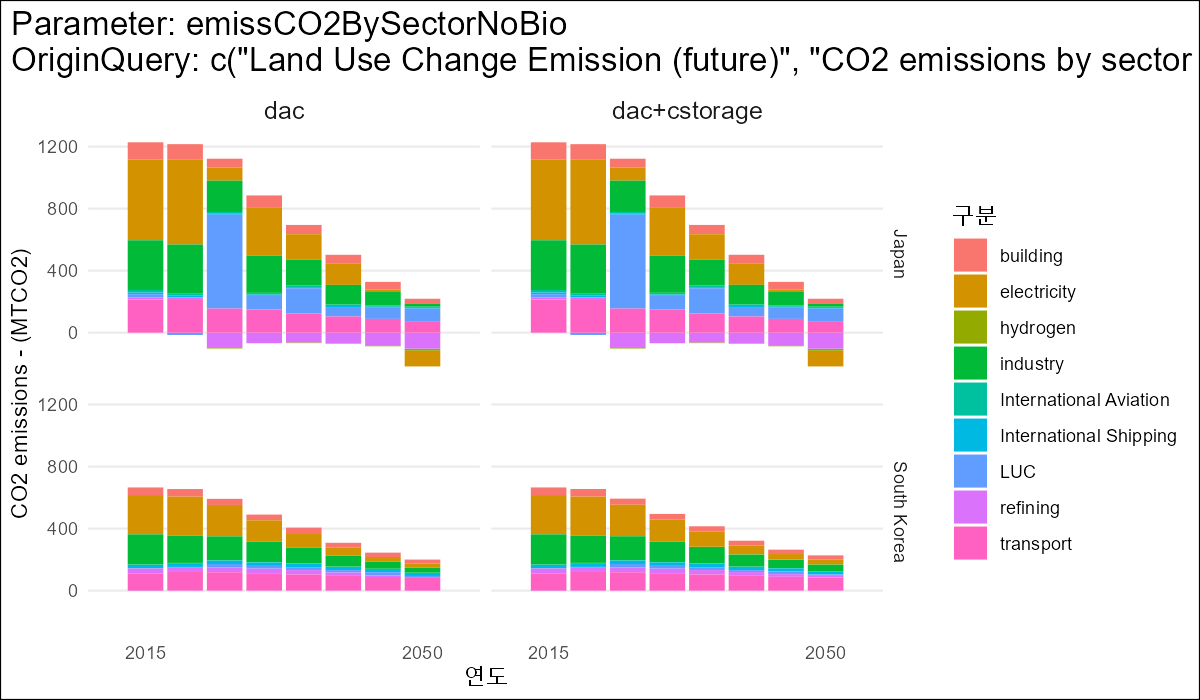 Parameter: emissCO2BySectorNoBio
OriginQuery: c("Land Use Change Emission (future)", "CO2 emissions by sector
dac
dac+cstorage
CO2 emissions - (MTCO2)
1200
800
400
0
Japan
1200
800
400
0
South Korea
2015
2050
2015
2050
연도
구분
building
electricity
hydrogen
industry
International Aviation
International Shipping
LUC
refining
transport